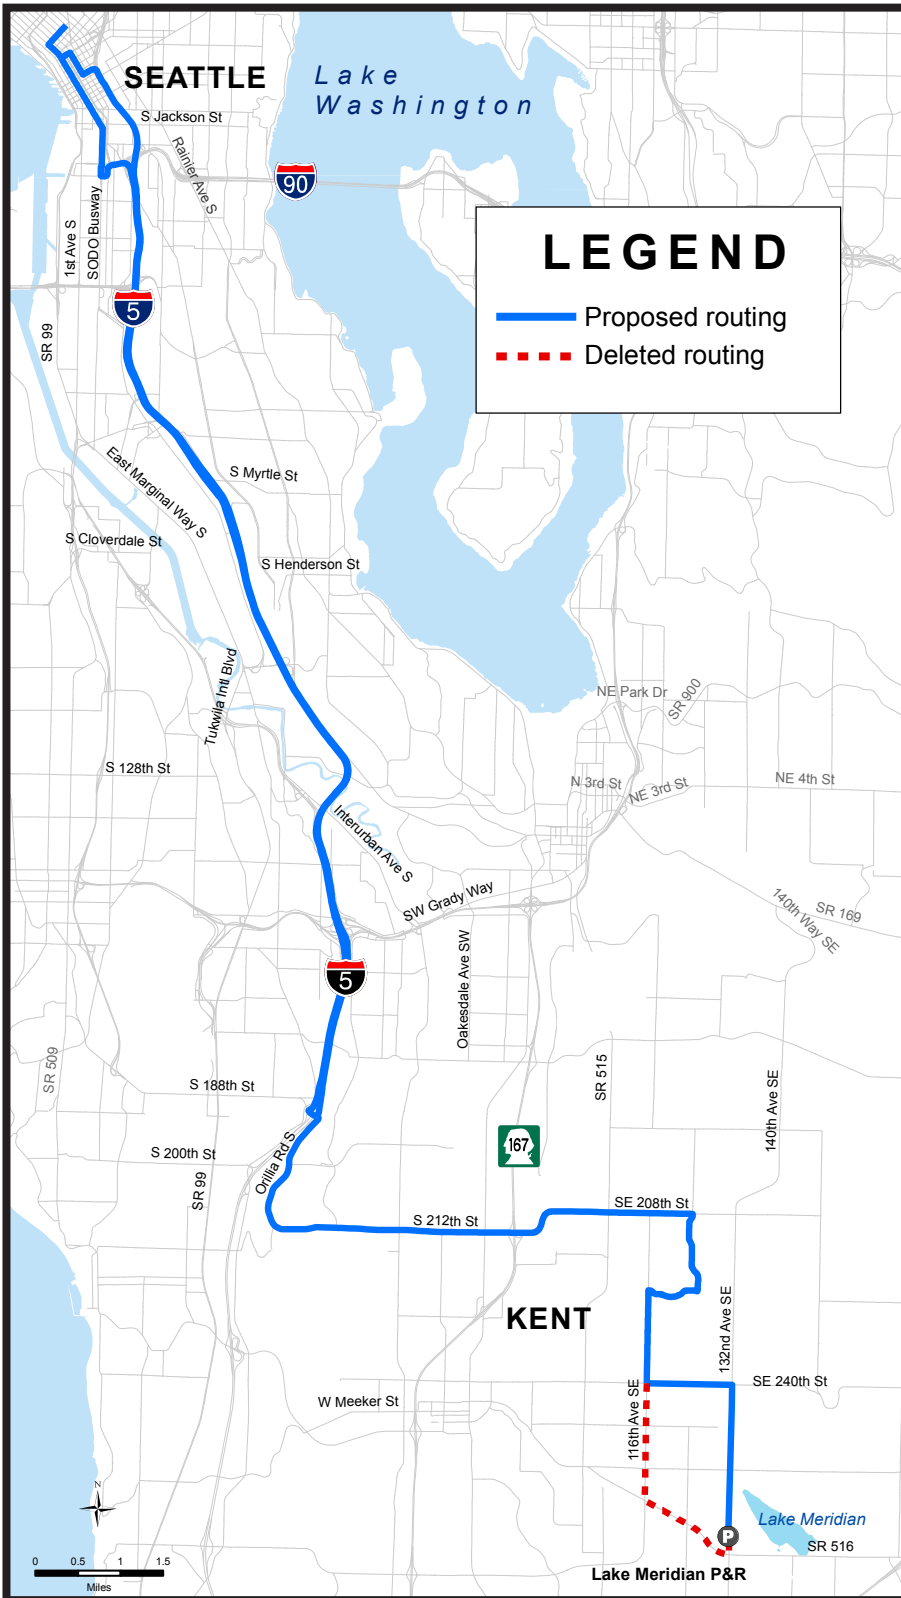 SEATTLE
Lake
Washington
S Jackson St
Rainier Ave S
90
1st Ave S
SODO Busway
LEGEND
Proposed routing
Deleted routing
5
SR 99
S Myrtle St
East Marginal Way S
S Cloverdale St
S Henderson St
Tukwila Intl Blvd
NE Park Dr
SR 900
S 128th St
N 3rd St
NE 3rd St
NE 4th St
Interurban Ave S
SW Grady Way
140th Way SE
SR 169
Oakesdale Ave SW
5
SR 509
S 188th St
SR 515
140th Ave SE
S 200th St
Orillia Rd S
167
SR 99
S 212th St
SE 208th St
KENT
132nd Ave SE
SE 240th St
W Meeker St
116th Ave SE
N
P
Lake Meridian
SR 516
0 0.5 1 1.5
Miles
Lake Meridian P&R